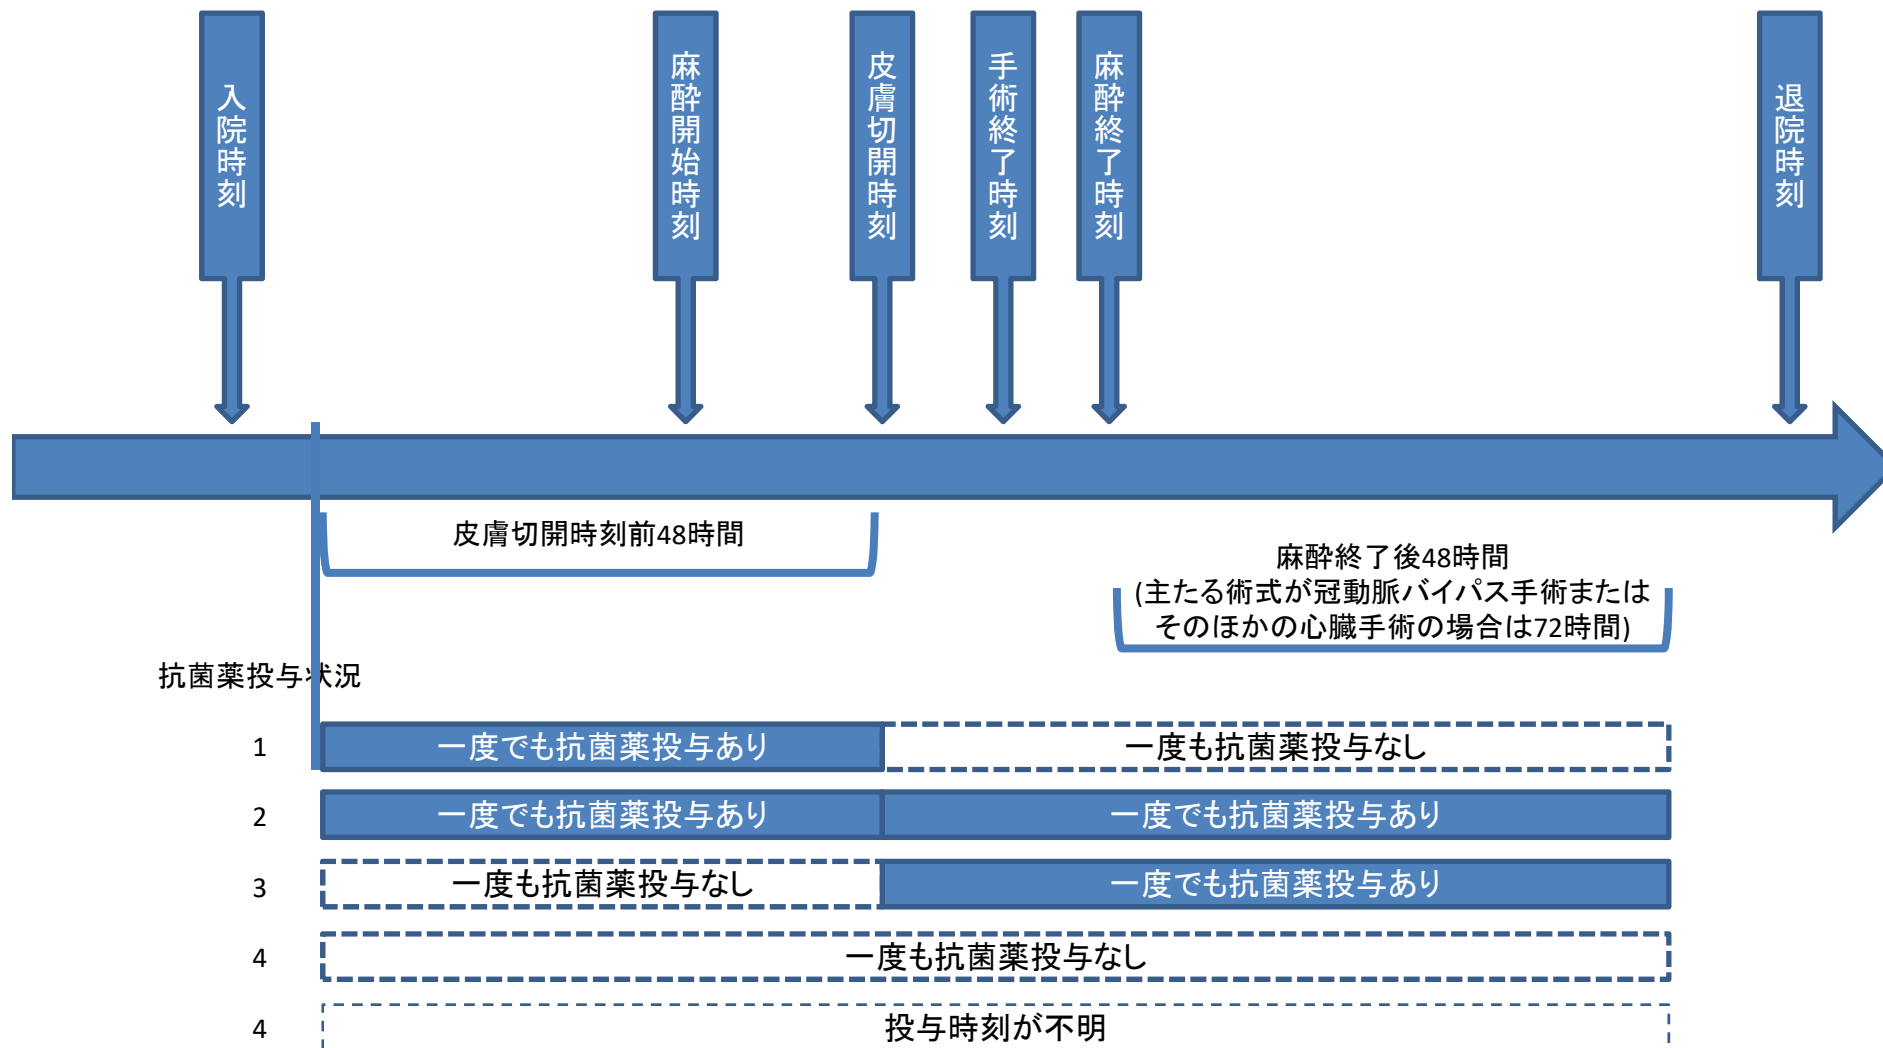 入院時刻
麻酔開始時刻
皮膚切開時刻
手術終了時刻
麻酔終了時刻
退院時刻
皮膚切開時刻前48時間
麻酔終了後48時間
(主たる術式が冠動脈バイパス手術または
そのほかの心臓手術の場合は72時間)
抗菌薬投与状況
1 一度でも抗菌薬投与あり 一度も抗菌薬投与なし
2 一度でも抗菌薬投与あり 一度でも抗菌薬投与あり
3 一度も抗菌薬投与なし 一度でも抗菌薬投与あり
4 一度も抗菌薬投与なし
4 投与時刻が不明